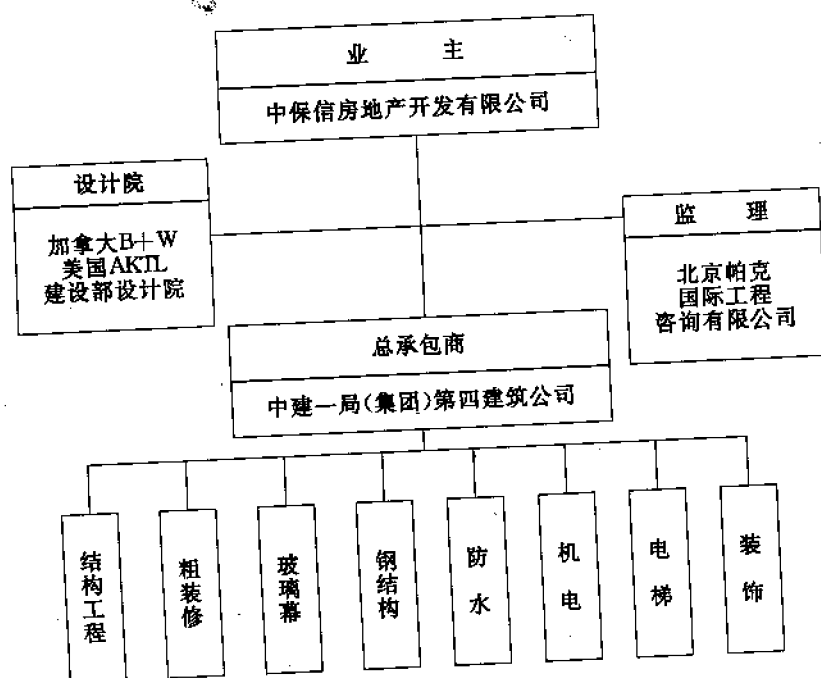 业 主
中保信房地产开发有限公司
设计院
加拿大B+W
美国AKTL
建设部设计院
监 理
北京帕克
国际工程
咨询有限公司
总承包商
中建一局(集团)第四建筑公司
结构工程
粗装修
玻璃幕
钢结构
防水
机电
电梯
装饰